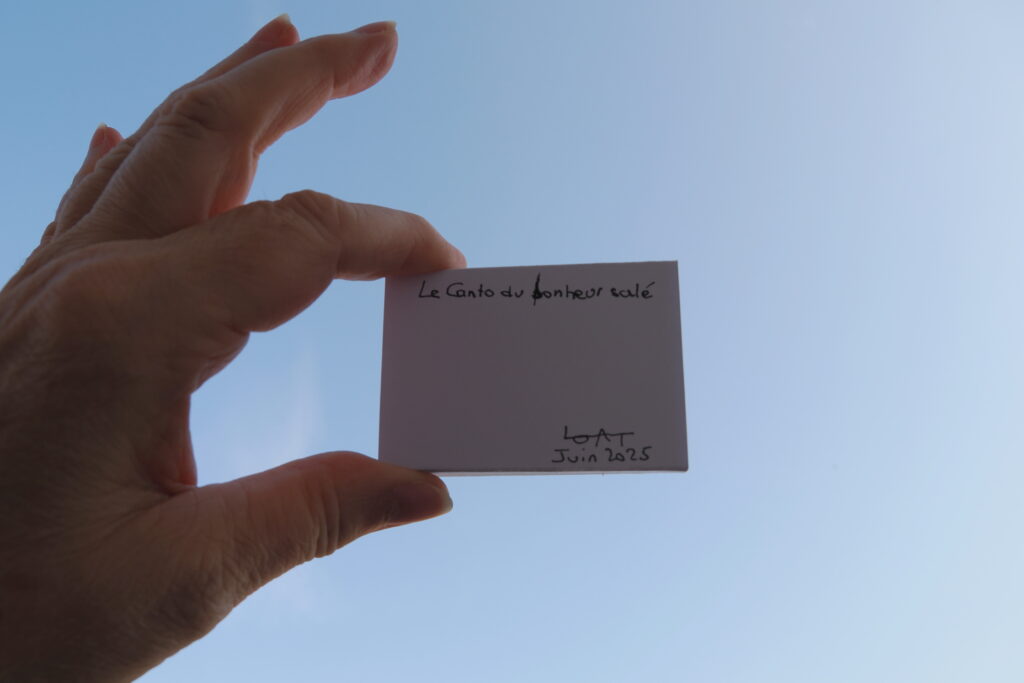 Le Canto du bonheur salé
LOAT
Juin 2025